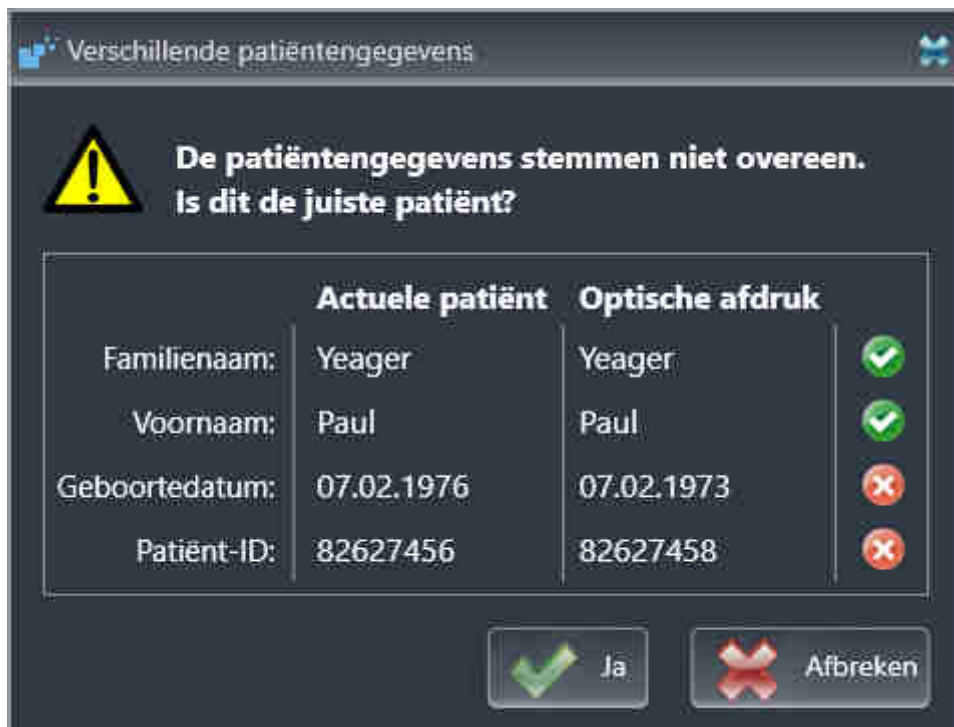 Verschillende patiëntengegevens
De patiëntengegevens stemmen niet overeen.
Is dit de juiste patiënt?
Actuele patiënt Optische afdruk
Familienaam: Yeager Yeager
Voornaam: Paul Paul
Geboortedatum: 07.02.1976 07.02.1973
Patiënt-ID: 82627456 82627458
Ja Afbreken